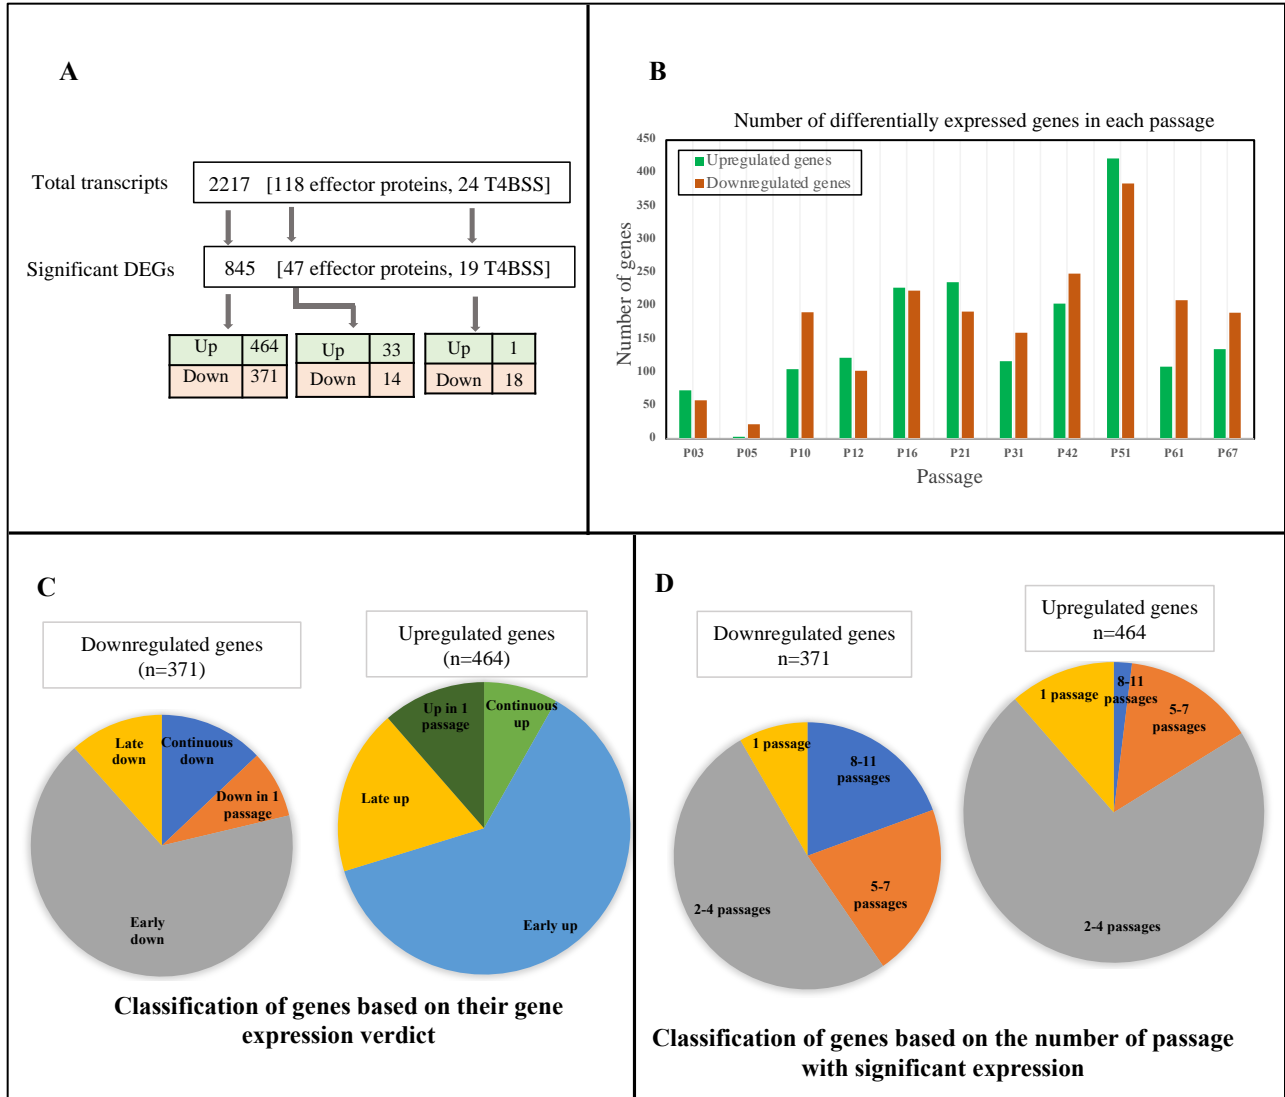 A
Total transcripts
2217 [118 effector proteins, 24 T4BSS]
Significant DEGs
845 [47 effector proteins, 19 T4BSS]
Up 464
Down 371
Up 33
Down 14
Up 1
Down 18
B
Number of differentially expressed genes in each passage
Upregulated genes
Downregulated genes
Number of genes
450
400
350
300
250
200
150
100
50
0
P03 P05 P10 P12 P16 P21 P31 P42 P51 P61 P67
Passage
C
Downregulated genes
(n=371)
Late
down
Continuous
down
Down in 1
passage
Early
down
Upregulated genes
(n=464)
Up in 1
passage
Continuous
up
Late up
Early up
Classification of genes based on their gene
expression verdict
D
Downregulated genes
n=371
1 passage
8-11
passages
5-7
passages
2-4 passages
Upregulated genes
n=464
1 passage
8-11
passages
5-7
passages
2-4 passages
Classification of genes based on the number of passage
with significant expression